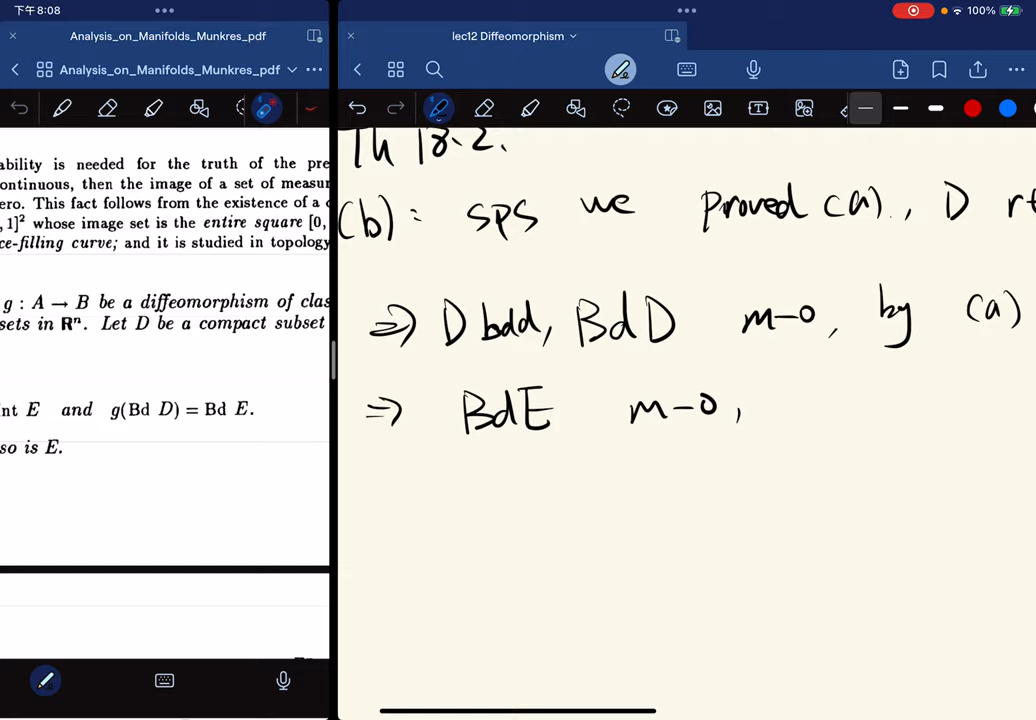 下午8:08
100%
Analysis_on_Manifolds_Munkres_pdf
lec12 Diffeomorphism
Analysis_on_Manifolds_Munkres_pdf
ability is needed for the truth of the pre
continuous, then the image of a set of measur
ero. This fact follows from the existence of a c
, 1]² whose image set is the entire square [0,
ce-filling curve; and it is studied in topology
g : A → B be a diffeomorphism of clas
sets in Rⁿ. Let D be a compact subset
nt E and g(Bd D) = Bd E.
so is E.
Th 18.2.
(b): sps we proved (a), D
⇒ D bdd, Bd D m-0, by (a)
⇒ BdE m-0,